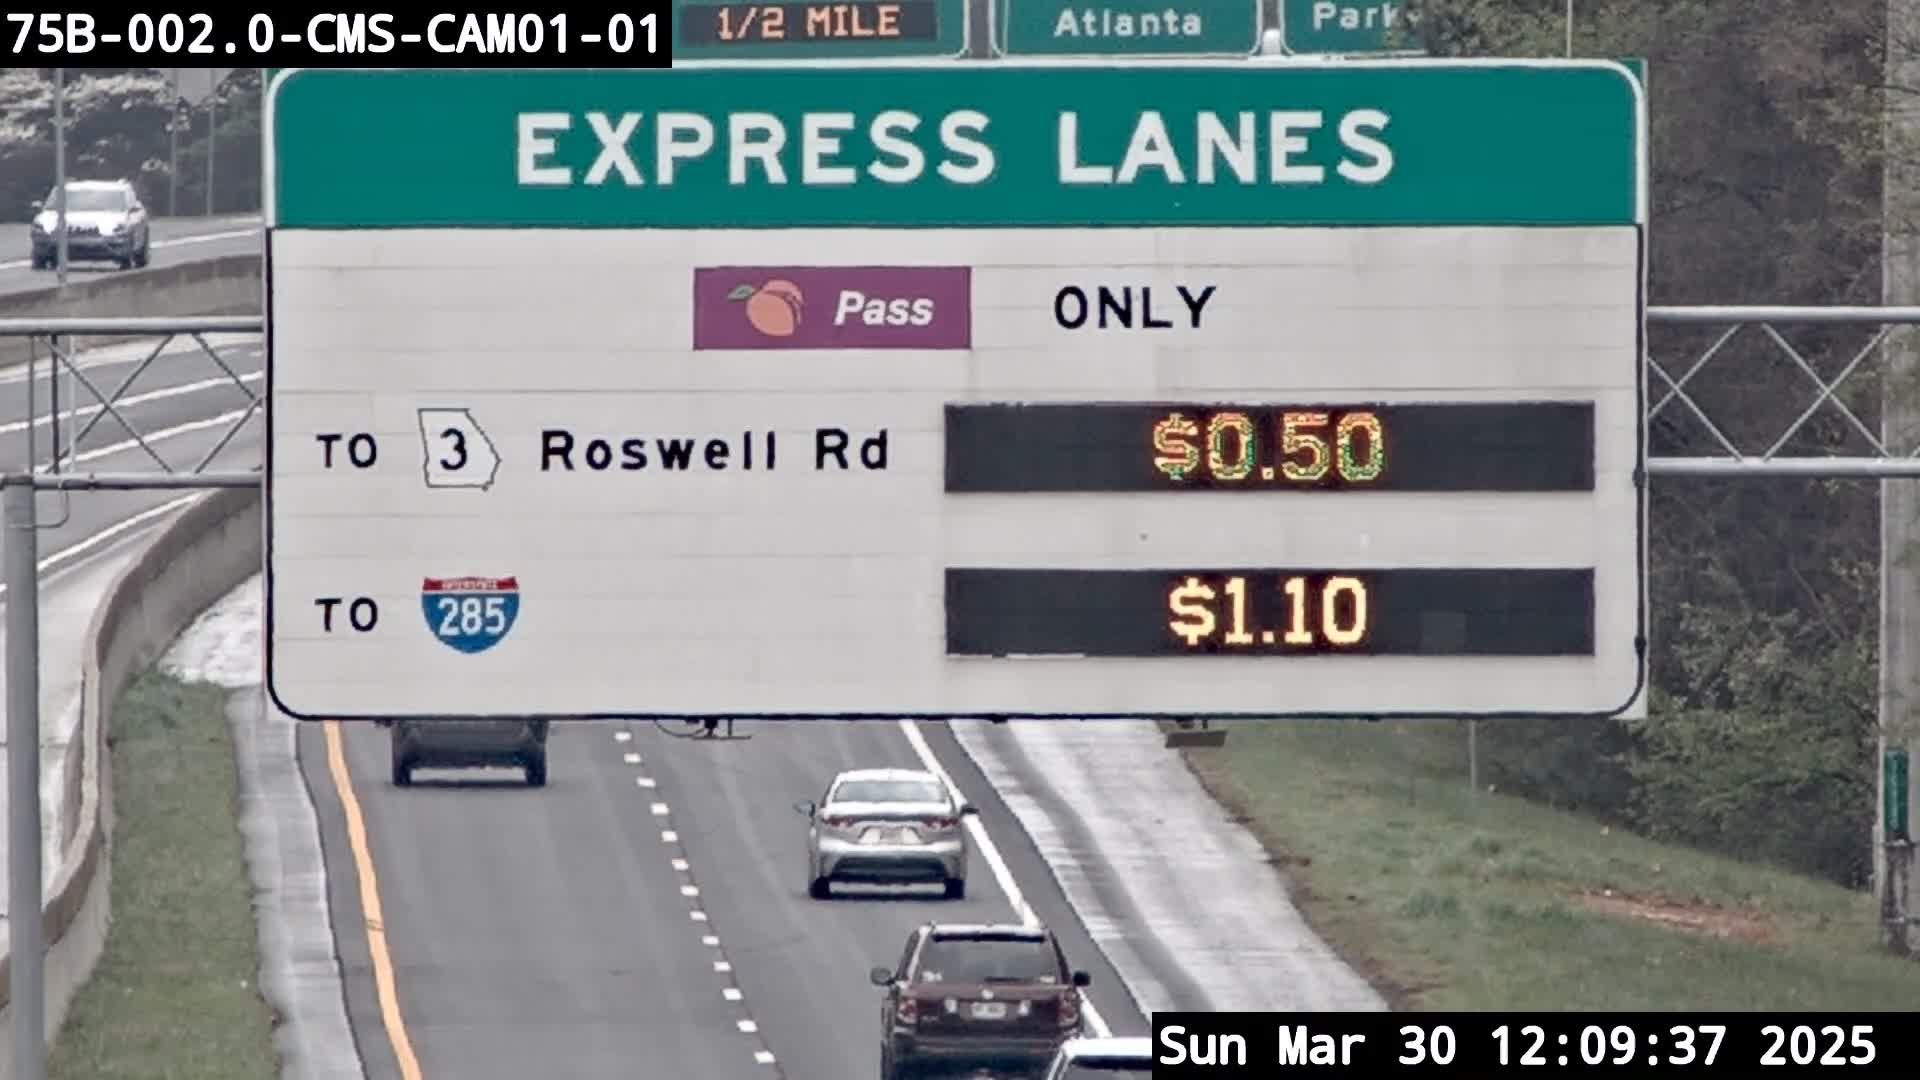 75B-002.0-CMS-CAM01-01
1/2 MILE
Atlanta
EXPRESS LANES
Pass ONLY
TO 3 Roswell Rd $0.50
TO INTERSTATE 285 $1.10
Sun Mar 30 12:09:37 2025